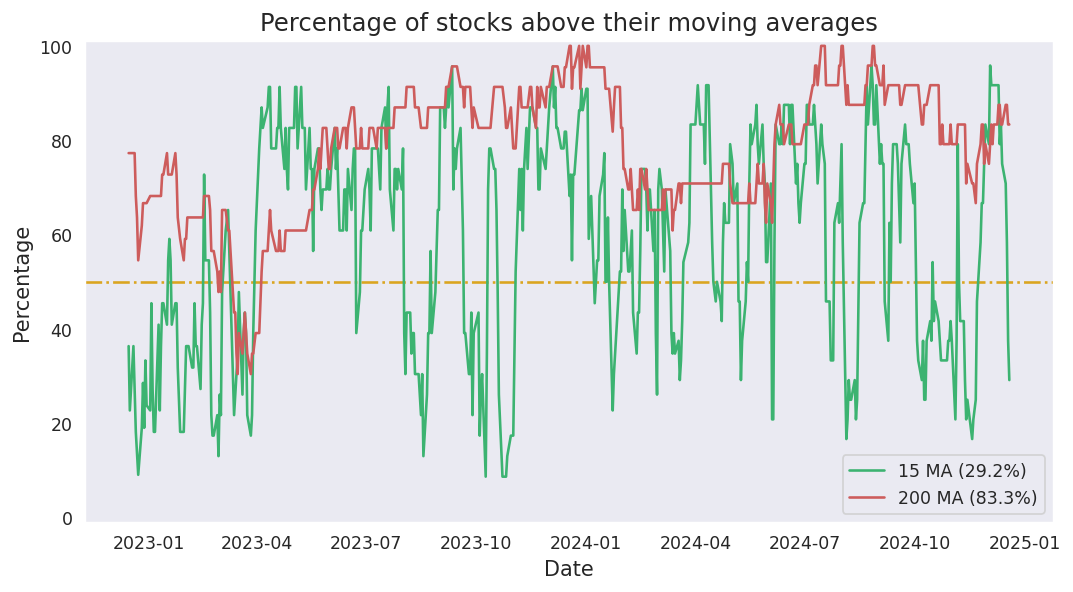 Percentage of stocks above their moving averages
Percentage
100
80
60
40
20
0
15 MA (29.2%)
200 MA (83.3%)
2023-01 2023-04 2023-07 2023-10 2024-01 2024-04 2024-07 2024-10 2025-01
Date